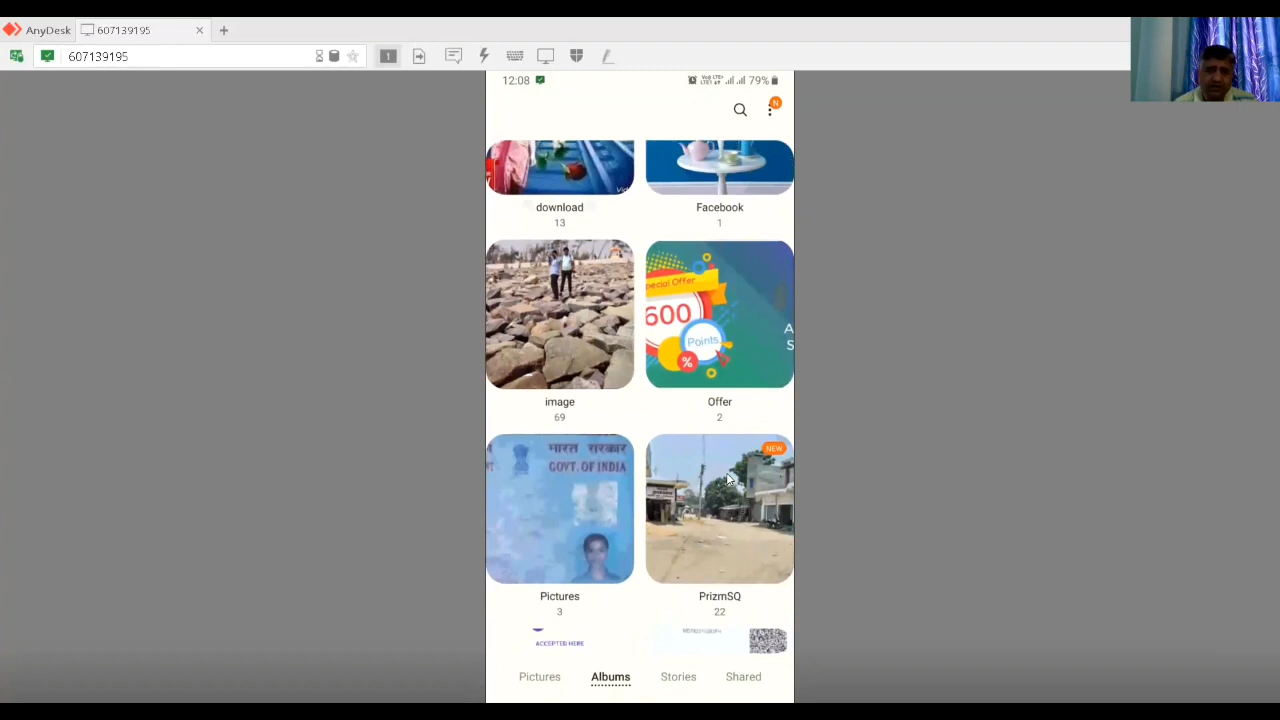 AnyDesk
607139195
607139195
1
12:08
79%
N
download
13
Facebook
1
Special Offer
600
Points
%
A
S
image
69
Offer
2
भारत सरकार
GOVT. OF INDIA
NEW
Pictures
3
PrizmSQ
22
ACCEPTED HERE
Pictures
Albums
Stories
Shared